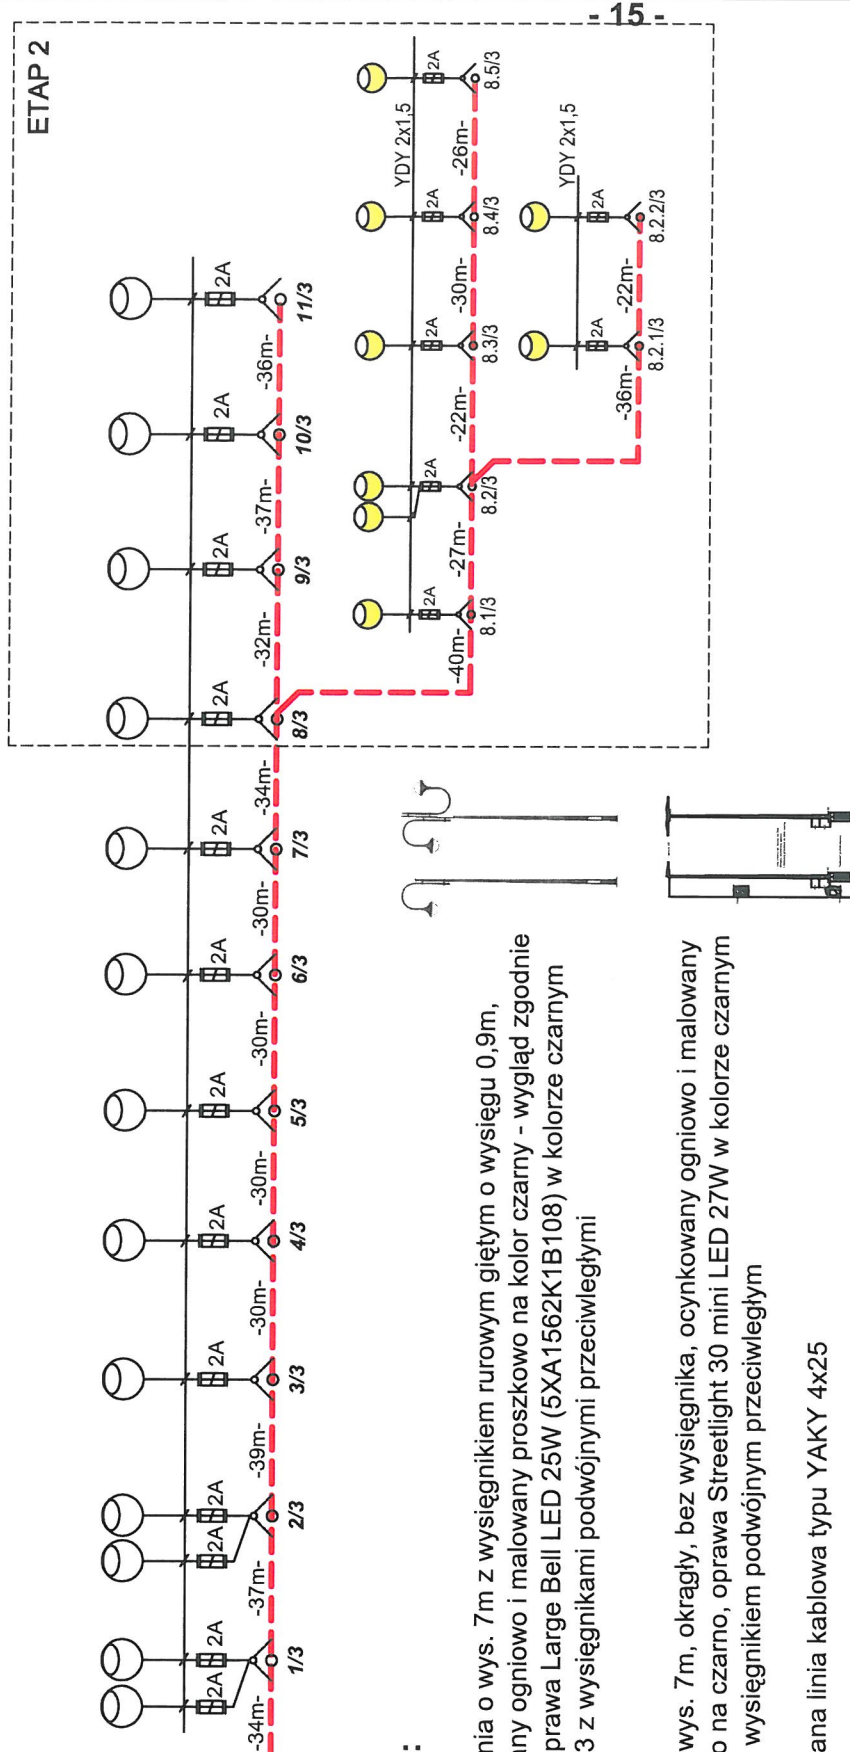 - 15 -
ETAP 2
2A 2A 2A 2A 2A 2A 2A 2A 2A 2A 2A 2A 2A
-34m- 1/3 -37m- 2/3 -39m- 3/3 -30m- 4/3 -30m- 5/3 -30m- 6/3 -30m- 7/3 -34m- 8/3 -32m- 9/3 -37m- 10/3 -36m- 11/3
YDY 2x1,5
2A 2A 2A 2A 2A
-40m- 8.1/3 -27m- 8.2/3 -22m- 8.3/3 -30m- 8.4/3 -26m- 8.5/3
YDY 2x1,5
2A 2A
-36m- 8.2.1/3 -22m- 8.2.2/3
:
nia o wys. 7m z wysięgnikiem rurowym giętym o wysięgu 0,9m,
any ogniowo i malowany proszkowo na kolor czarny - wygląd zgodnie
prawa Large Bell LED 25W (5XA1562K1B108) w kolorze czarnym
3 z wysięgnikami podwójnymi przeciwległymi
wys. 7m, okrągły, bez wysięgnika, ocynkowany ogniowo i malowany
o na czarno, oprawa Streetlight 30 mini LED 27W w kolorze czarnym
wysięgnikiem podwójnym przeciwległym
ana linia kablowa typu YAKY 4x25